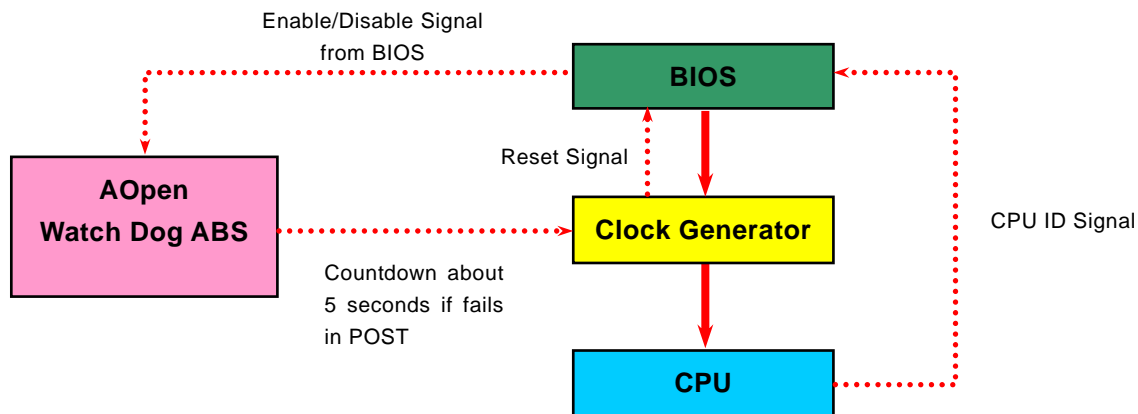 Enable/Disable Signal
from BIOS
BIOS
Reset Signal
AOpen
Watch Dog ABS
Clock Generator
CPU ID Signal
Countdown about
5 seconds if fails
in POST
CPU